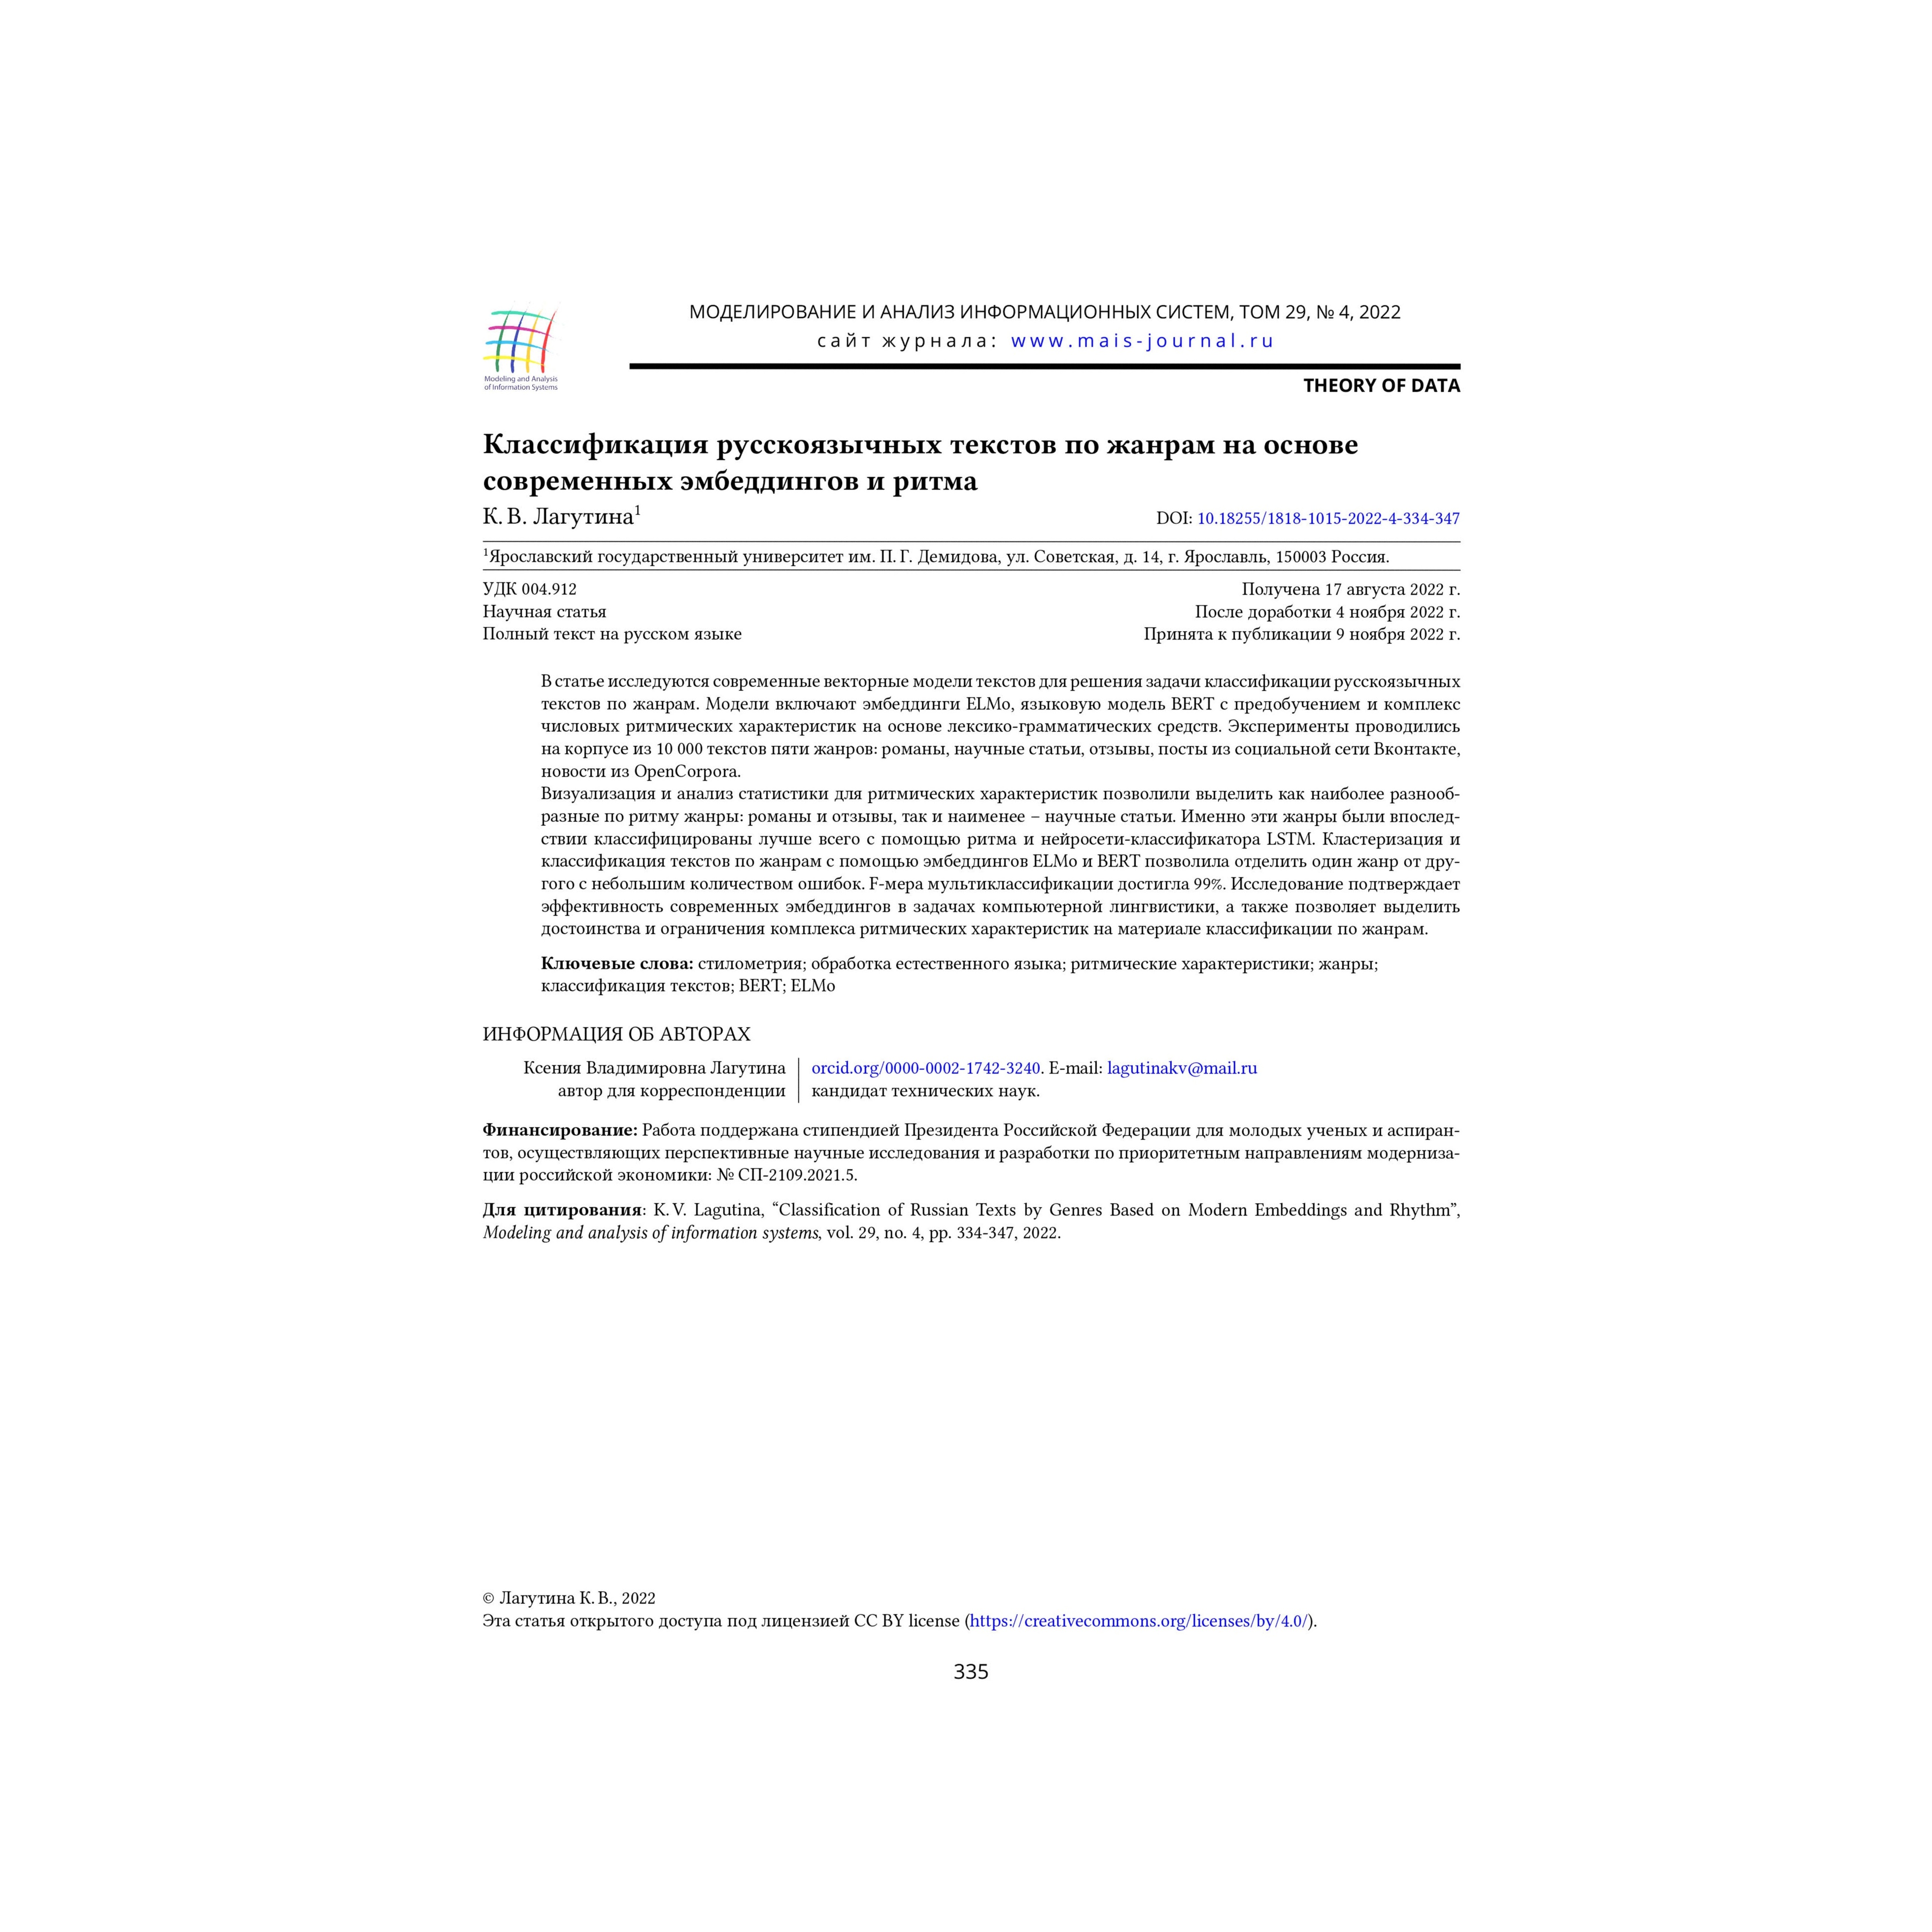 МОДЕЛИРОВАНИЕ И АНАЛИЗ ИНФОРМАЦИОННЫХ СИСТЕМ, ТОМ 29, № 4, 2022
сайт журнала: www.mais-journal.ru
Modeling and Analysis
of Information Systems
THEORY OF DATA
Классификация русскоязычных текстов по жанрам на основе
современных эмбеддингов и ритма
К. В. Лагутина¹ DOI: 10.18255/1818-1015-2022-4-334-347
¹Ярославский государственный университет им. П. Г. Демидова, ул. Советская, д. 14, г. Ярославль, 150003 Россия.
УДК 004.912 Получена 17 августа 2022 г.
Научная статья После доработки 4 ноября 2022 г.
Полный текст на русском языке Принята к публикации 9 ноября 2022 г.
В статье исследуются современные векторные модели текстов для решения задачи классификации русскоязычных
текстов по жанрам. Модели включают эмбеддинги ELMo, языковую модель BERT с предобучением и комплекс
числовых ритмических характеристик на основе лексико-грамматических средств. Эксперименты проводились
на корпусе из 10 000 текстов пяти жанров: романы, научные статьи, отзывы, посты из социальной сети Вконтакте,
новости из OpenCorpora.
Визуализация и анализ статистики для ритмических характеристик позволили выделить как наиболее разнооб-
разные по ритму жанры: романы и отзывы, так и наименее – научные статьи. Именно эти жанры были впослед-
ствии классифицированы лучше всего с помощью ритма и нейросети-классификатора LSTM. Кластеризация и
классификация текстов по жанрам с помощью эмбеддингов ELMo и BERT позволила отделить один жанр от дру-
гого с небольшим количеством ошибок. F-мера мультиклассификации достигла 99%. Исследование подтверждает
эффективность современных эмбеддингов в задачах компьютерной лингвистики, а также позволяет выделить
достоинства и ограничения комплекса ритмических характеристик на материале классификации по жанрам.
Ключевые слова: стилометрия; обработка естественного языка; ритмические характеристики; жанры;
классификация текстов; BERT; ELMo
ИНФОРМАЦИЯ ОБ АВТОРАХ
Ксения Владимировна Лагутина orcid.org/0000-0002-1742-3240. E-mail: lagutinakv@mail.ru
автор для корреспонденции кандидат технических наук.
Финансирование: Работа поддержана стипендией Президента Российской Федерации для молодых ученых и аспиран-
тов, осуществляющих перспективные научные исследования и разработки по приоритетным направлениям модерниза-
ции российской экономики: № СП-2109.2021.5.
Для цитирования: K. V. Lagutina, “Classification of Russian Texts by Genres Based on Modern Embeddings and Rhythm”,
Modeling and analysis of information systems, vol. 29, no. 4, pp. 334-347, 2022.
© Лагутина К. В., 2022
Эта статья открытого доступа под лицензией CC BY license (https://creativecommons.org/licenses/by/4.0/).
335